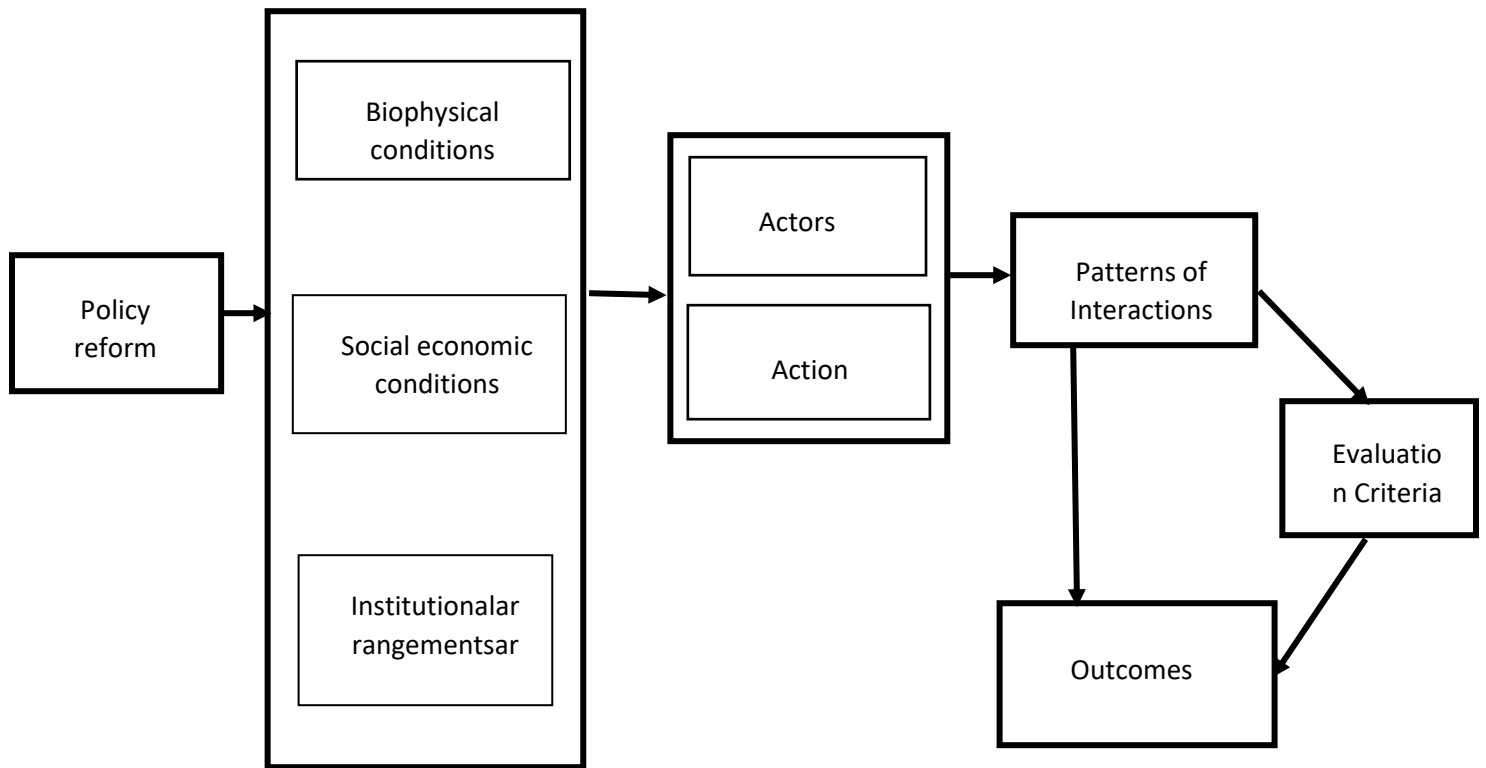 Biophysical
conditions
Actors
Policy
reform
Social economic
conditions
Action
Patterns of
Interactions
Evaluatio
n Criteria
Institutionalar
rangementsar
Outcomes